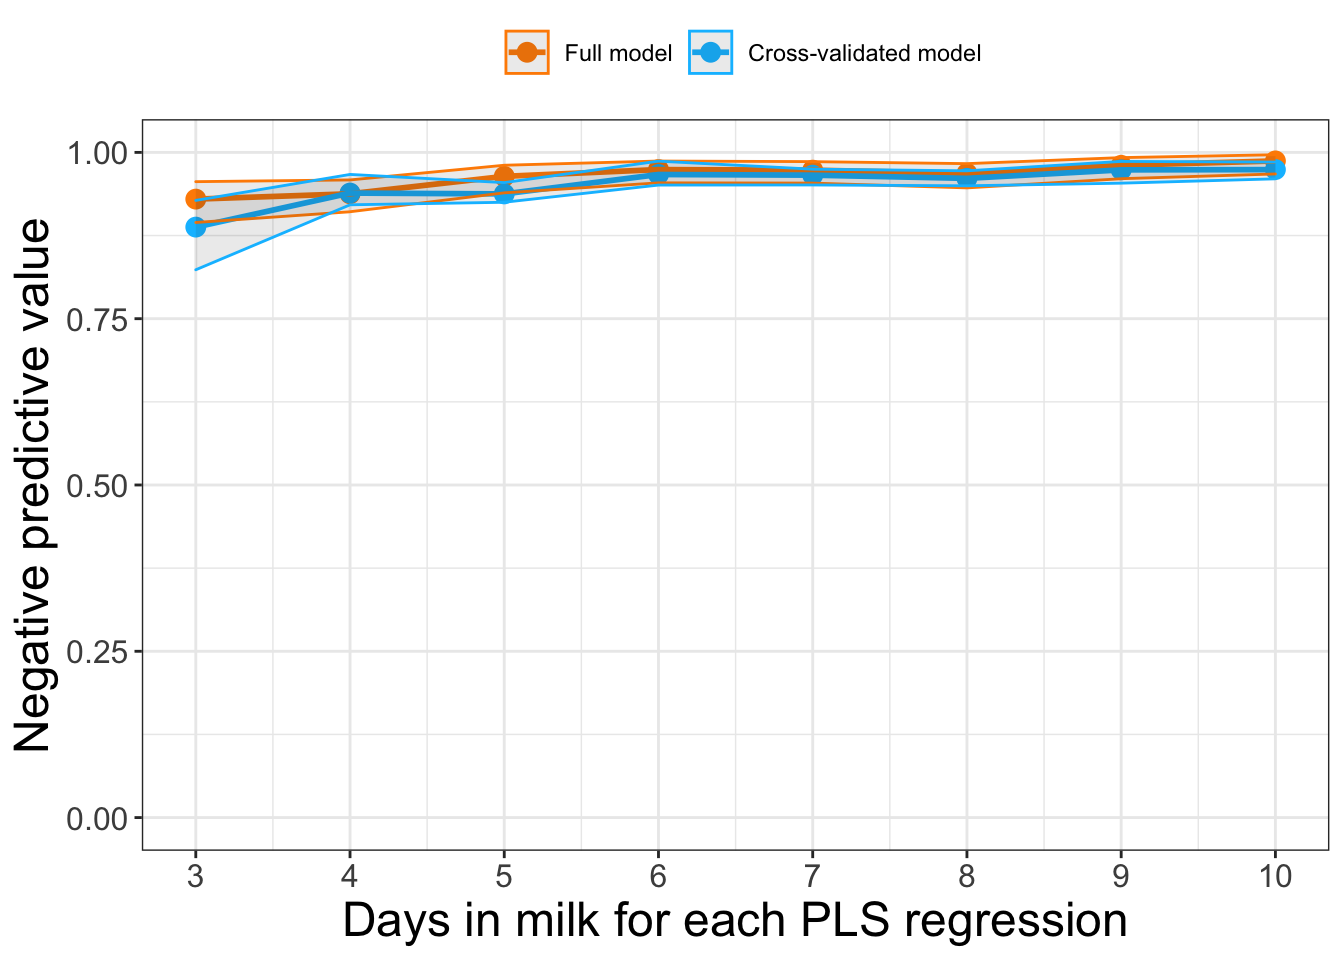 Full model
Cross-validated model
Negative predictive value
1.00
0.75
0.50
0.25
0.00
3 4 5 6 7 8 9 10
Days in milk for each PLS regression